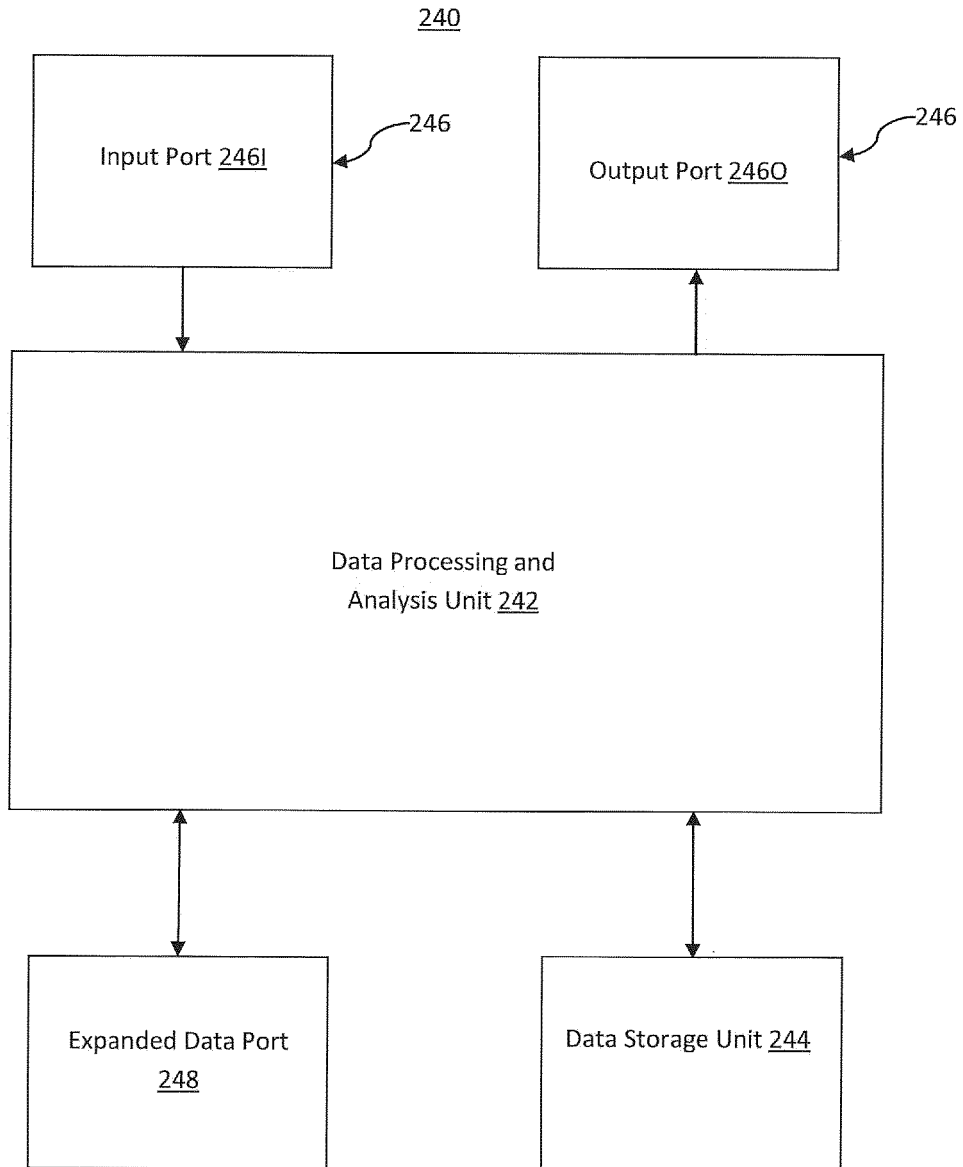 240
246
246
Input Port 246I
Output Port 246O
Data Processing and
Analysis Unit 242
Expanded Data Port
248
Data Storage Unit 244